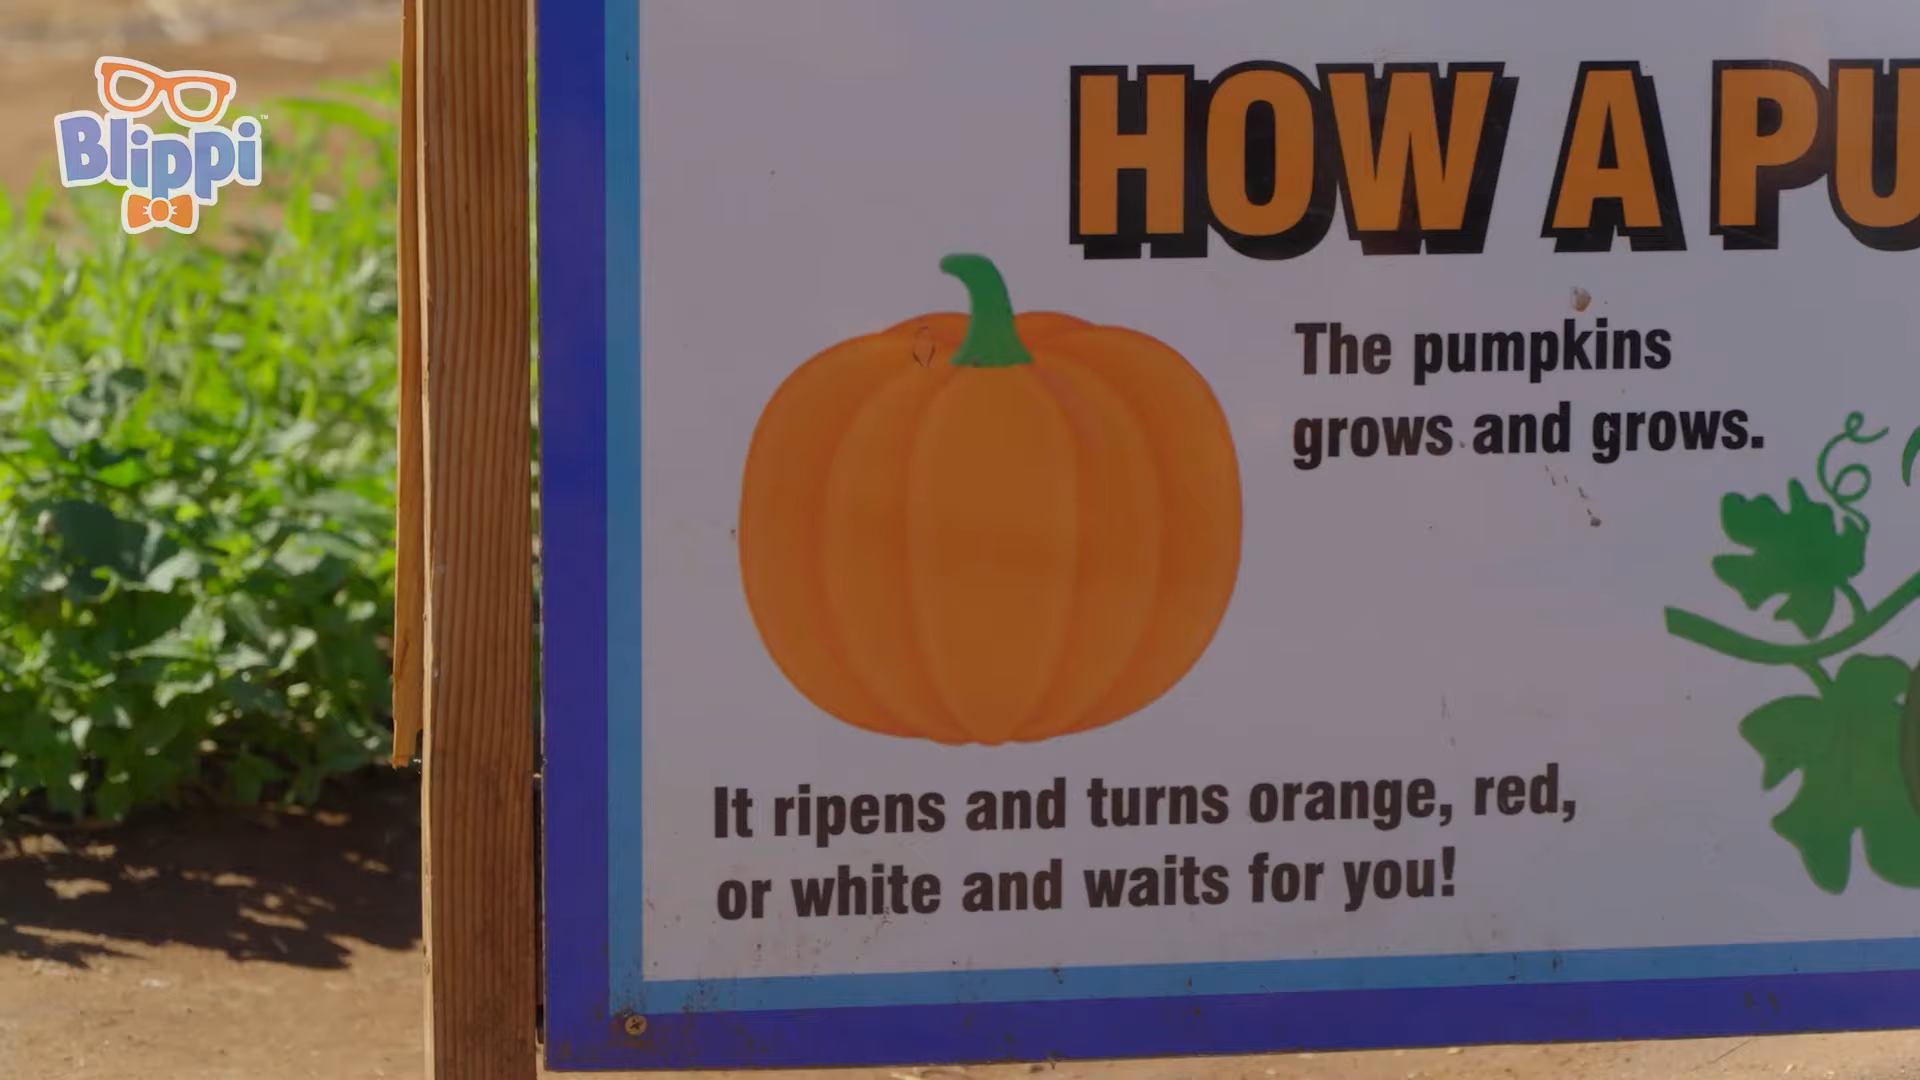 Blippi™
HOW A PU
The pumpkins
grows and grows.
It ripens and turns orange, red,
or white and waits for you!